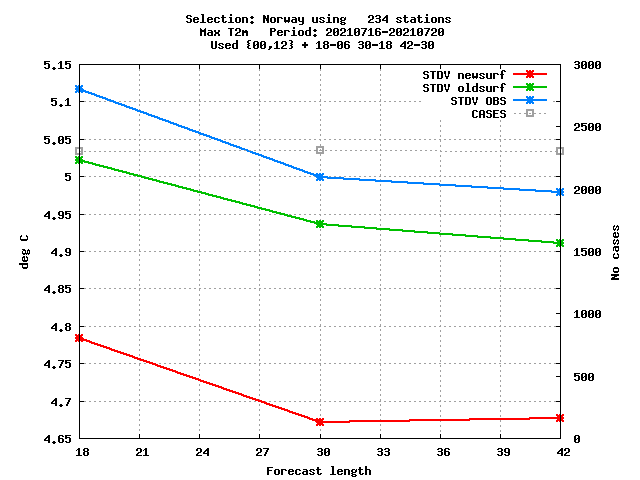 Selection: Norway using   234 stations
Max T2m   Period: 20210716-20210720
Used {00,12} + 18-06 30-18 42-30
5.15
5.1
5.05
5
4.95
4.9
4.85
4.8
4.75
4.7
4.65
deg C
STDV newsurf
STDV oldsurf
STDV OBS
CASES
3000
2500
2000
1500
1000
500
0
No cases
18 21 24 27 30 33 36 39 42
Forecast length